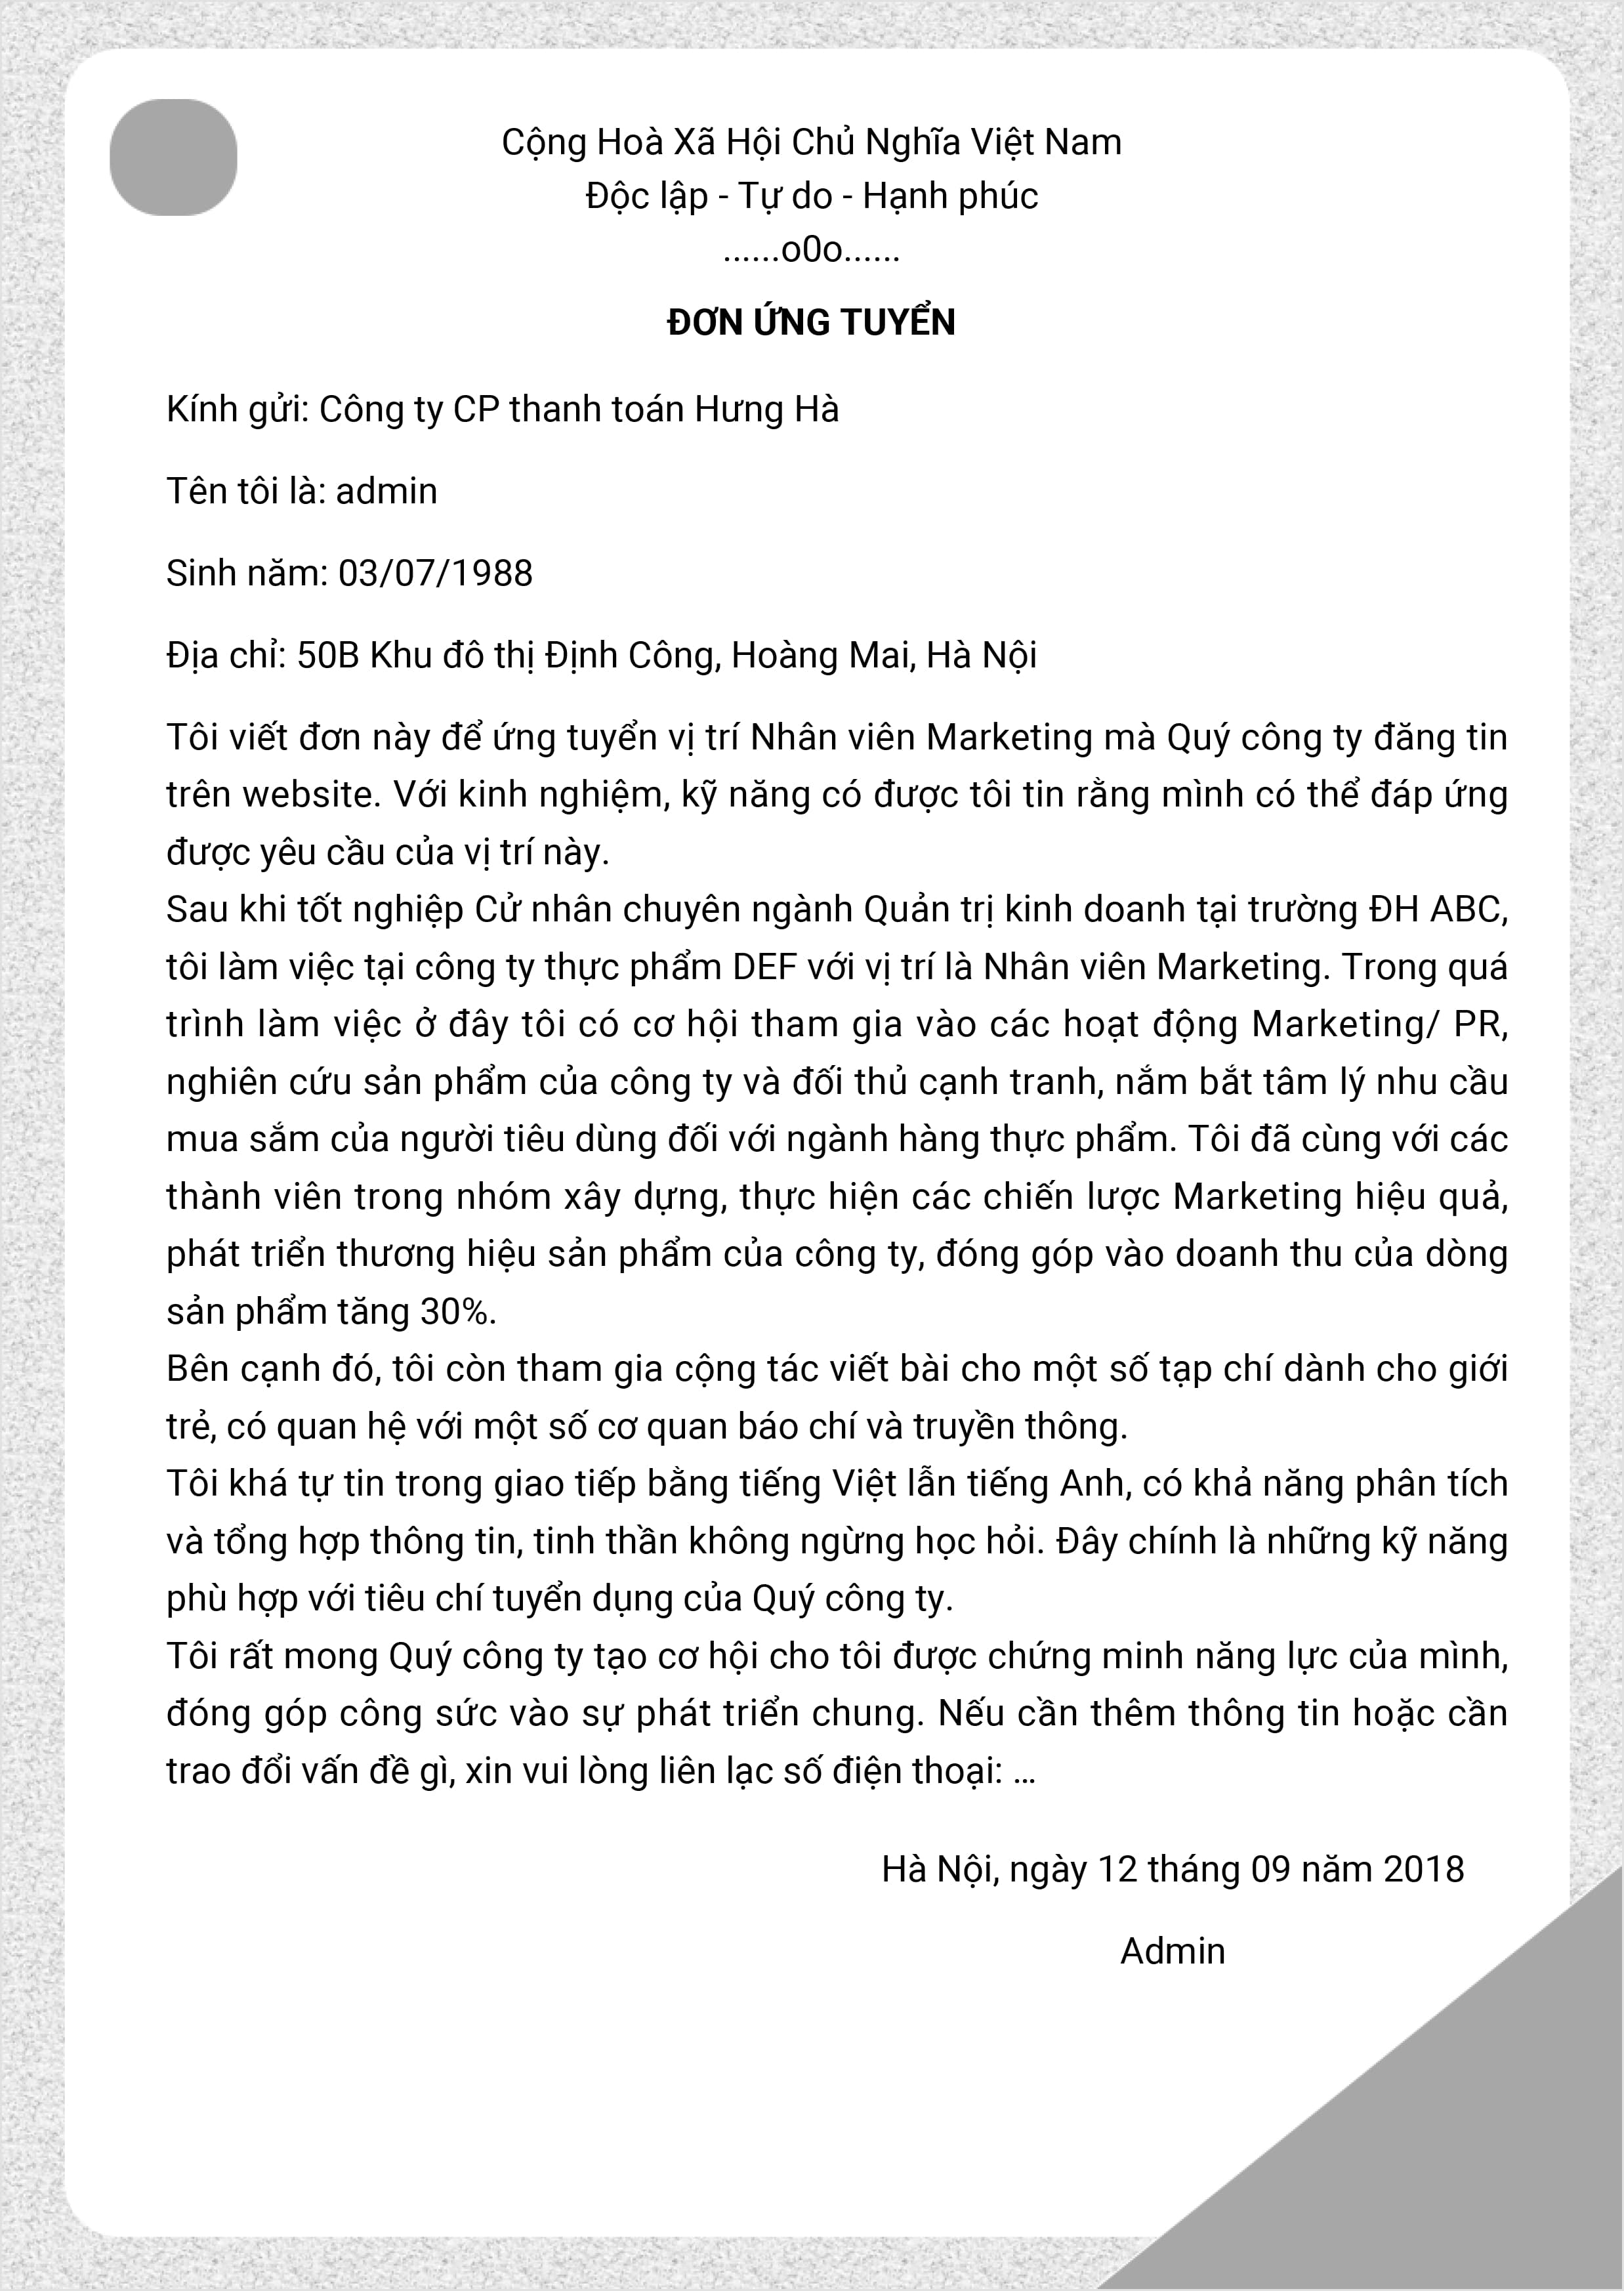 Cộng Hoà Xã Hội Chủ Nghĩa Việt Nam
Độc lập - Tự do - Hạnh phúc
......o0o......
ĐƠN ỨNG TUYỂN
Kính gửi: Công ty CP thanh toán Hưng Hà
Tên tôi là: admin
Sinh năm: 03/07/1988
Địa chỉ: 50B Khu đô thị Định Công, Hoàng Mai, Hà Nội
Tôi viết đơn này để ứng tuyển vị trí Nhân viên Marketing mà Quý công ty đăng tin
trên website. Với kinh nghiệm, kỹ năng có được tôi tin rằng mình có thể đáp ứng
được yêu cầu của vị trí này.
Sau khi tốt nghiệp Cử nhân chuyên ngành Quản trị kinh doanh tại trường ĐH ABC,
tôi làm việc tại công ty thực phẩm DEF với vị trí là Nhân viên Marketing. Trong quá
trình làm việc ở đây tôi có cơ hội tham gia vào các hoạt động Marketing/ PR,
nghiên cứu sản phẩm của công ty và đối thủ cạnh tranh, nắm bắt tâm lý nhu cầu
mua sắm của người tiêu dùng đối với ngành hàng thực phẩm. Tôi đã cùng với các
thành viên trong nhóm xây dựng, thực hiện các chiến lược Marketing hiệu quả,
phát triển thương hiệu sản phẩm của công ty, đóng góp vào doanh thu của dòng
sản phẩm tăng 30%.
Bên cạnh đó, tôi còn tham gia cộng tác viết bài cho một số tạp chí dành cho giới
trẻ, có quan hệ với một số cơ quan báo chí và truyền thông.
Tôi khá tự tin trong giao tiếp bằng tiếng Việt lẫn tiếng Anh, có khả năng phân tích
và tổng hợp thông tin, tinh thần không ngừng học hỏi. Đây chính là những kỹ năng
phù hợp với tiêu chí tuyển dụng của Quý công ty.
Tôi rất mong Quý công ty tạo cơ hội cho tôi được chứng minh năng lực của mình,
đóng góp công sức vào sự phát triển chung. Nếu cần thêm thông tin hoặc cần
trao đổi vấn đề gì, xin vui lòng liên lạc số điện thoại: ...
Hà Nội, ngày 12 tháng 09 năm 2018
Admin